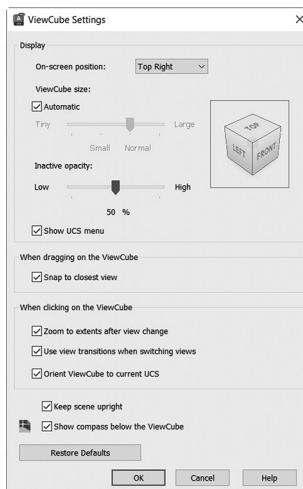 ViewCube Settings
Display
On-screen position: Top Right
ViewCube size:
Automatic
Tiny Large
Small Normal
Inactive opacity:
Low High
50 %
Show UCS menu
TOP
LEFT FRONT
When dragging on the ViewCube
Snap to closest view
When clicking on the ViewCube
Zoom to extents after view change
Use view transitions when switching views
Orient ViewCube to current UCS
Keep scene upright
Show compass below the ViewCube
Restore Defaults
OK Cancel Help